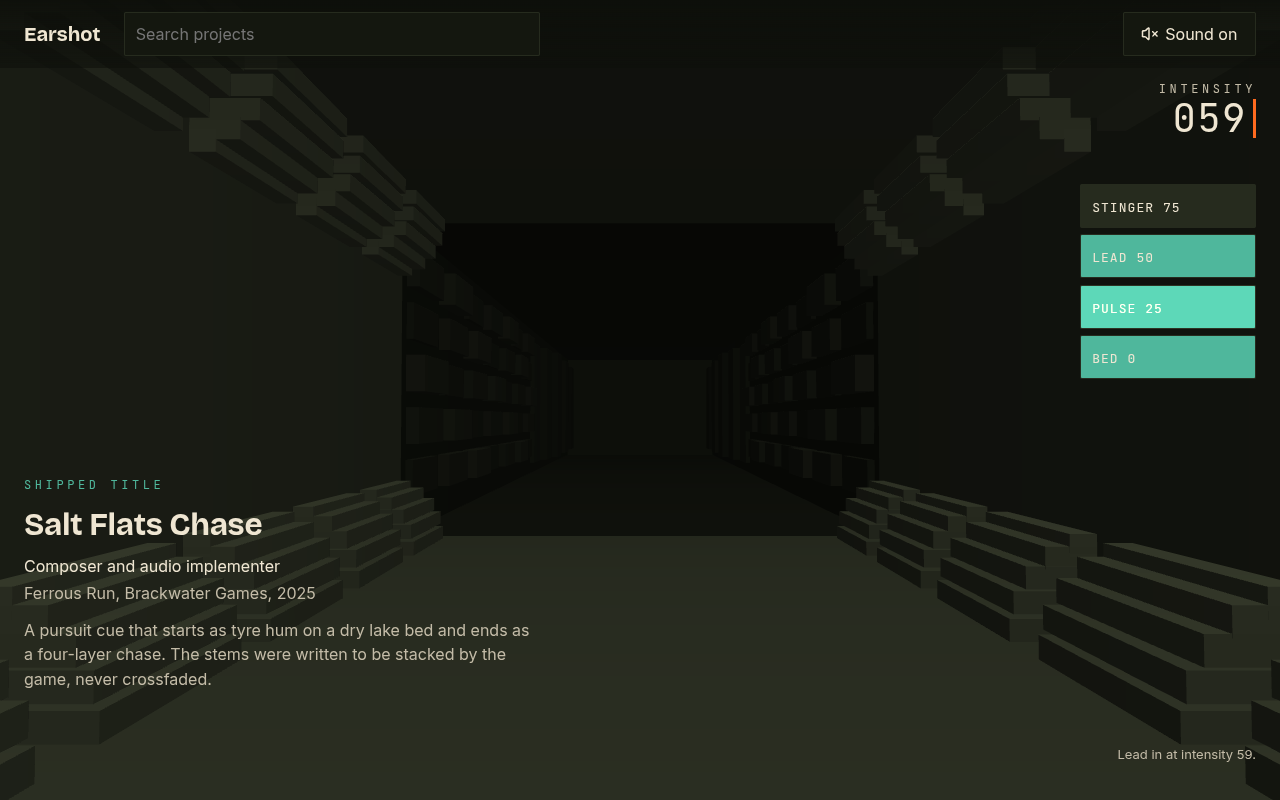 Earshot
Search projects
Sound on
INTENSITY
059
STINGER 75
LEAD 50
PULSE 25
BED 0
SHIPPED TITLE
Salt Flats Chase
Composer and audio implementer
Ferrous Run, Brackwater Games, 2025
A pursuit cue that starts as tyre hum on a dry lake bed and ends as
a four-layer chase. The stems were written to be stacked by the
game, never crossfaded.
Lead in at intensity 59.